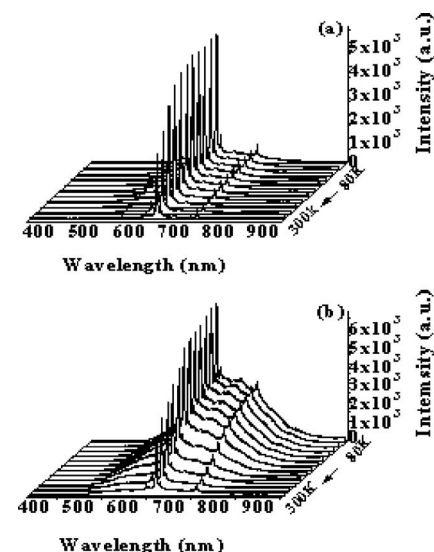 (a)
5x10³
4x10³
3x10³
2x10³
1x10³
0
Intensity (a.u.)
300K ← 80K
400 500 600 700 800 900
Wavelength (nm)
(b)
6x10³
5x10³
4x10³
3x10³
2x10³
1x10³
0
Intemsity (a.u.)
300K ← 80K
400 500 600 700 800 900
Wavelength (nm)